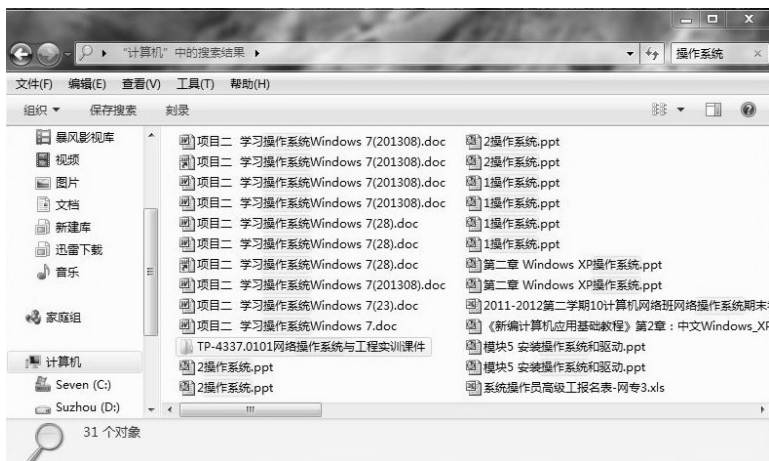 "计算机"中的搜索结果
操作系统
文件(F) 编辑(E) 查看(V) 工具(T) 帮助(H)
组织 保存搜索 刻录
暴风影视库
视频
图片
文档
新建库
迅雷下载
音乐
家庭组
计算机
Seven (C:)
Suzhou (D:)
项目二 学习操作系统Windows 7(201308).doc
项目二 学习操作系统Windows 7(201308).doc
项目二 学习操作系统Windows 7(201308).doc
项目二 学习操作系统Windows 7(201308).doc
项目二 学习操作系统Windows 7(28).doc
项目二 学习操作系统Windows 7(28).doc
项目二 学习操作系统Windows 7(28).doc
项目二 学习操作系统Windows 7(201308).doc
项目二 学习操作系统Windows 7(23).doc
项目二 学习操作系统Windows 7.doc
TP-4337.0101网络操作系统与工程实训课件
2操作系统.ppt
2操作系统.ppt
2操作系统.ppt
2操作系统.ppt
1操作系统.ppt
1操作系统.ppt
1操作系统.ppt
1操作系统.ppt
第二章 Windows XP操作系统.ppt
第二章 Windows XP操作系统.ppt
2011-2012第二学期10计算机网络班网络操作系统期末
《新编计算机应用基础教程》第2章：中文Windows_XP
模块5 安装操作系统和驱动.ppt
模块5 安装操作系统和驱动.ppt
系统操作员高级工报名表-网专3.xls
31 个对象